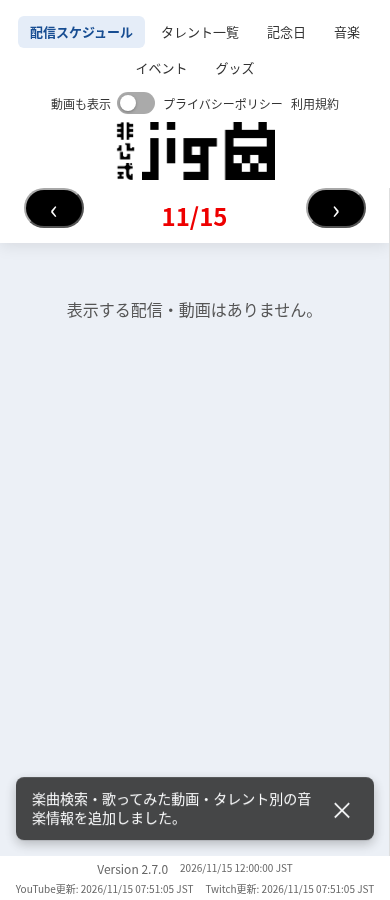 配信スケジュール タレント一覧 記念日 音楽
イベント グッズ
動画も表示 プライバシーポリシー 利用規約
非公式 jig
‹ 11/15 ›
表示する配信・動画はありません。
楽曲検索・歌ってみた動画・タレント別の音
楽情報を追加しました。
Version 2.7.0 2026/11/15 12:00:00 JST
YouTube更新: 2026/11/15 07:51:05 JST Twitch更新: 2026/11/15 07:51:05 JST